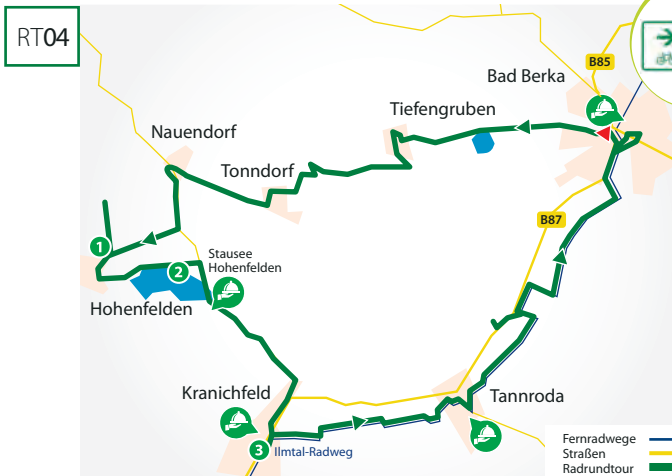 RT04
B85
Bad Berka
Tiefengruben
Nauendorf
Tonndorf
B87
1
2
Stausee
Hohenfelden
Hohenfelden
Kranichfeld
Tannroda
3
Ilmtal-Radweg
Fernradwege
Straßen
Radrundtour